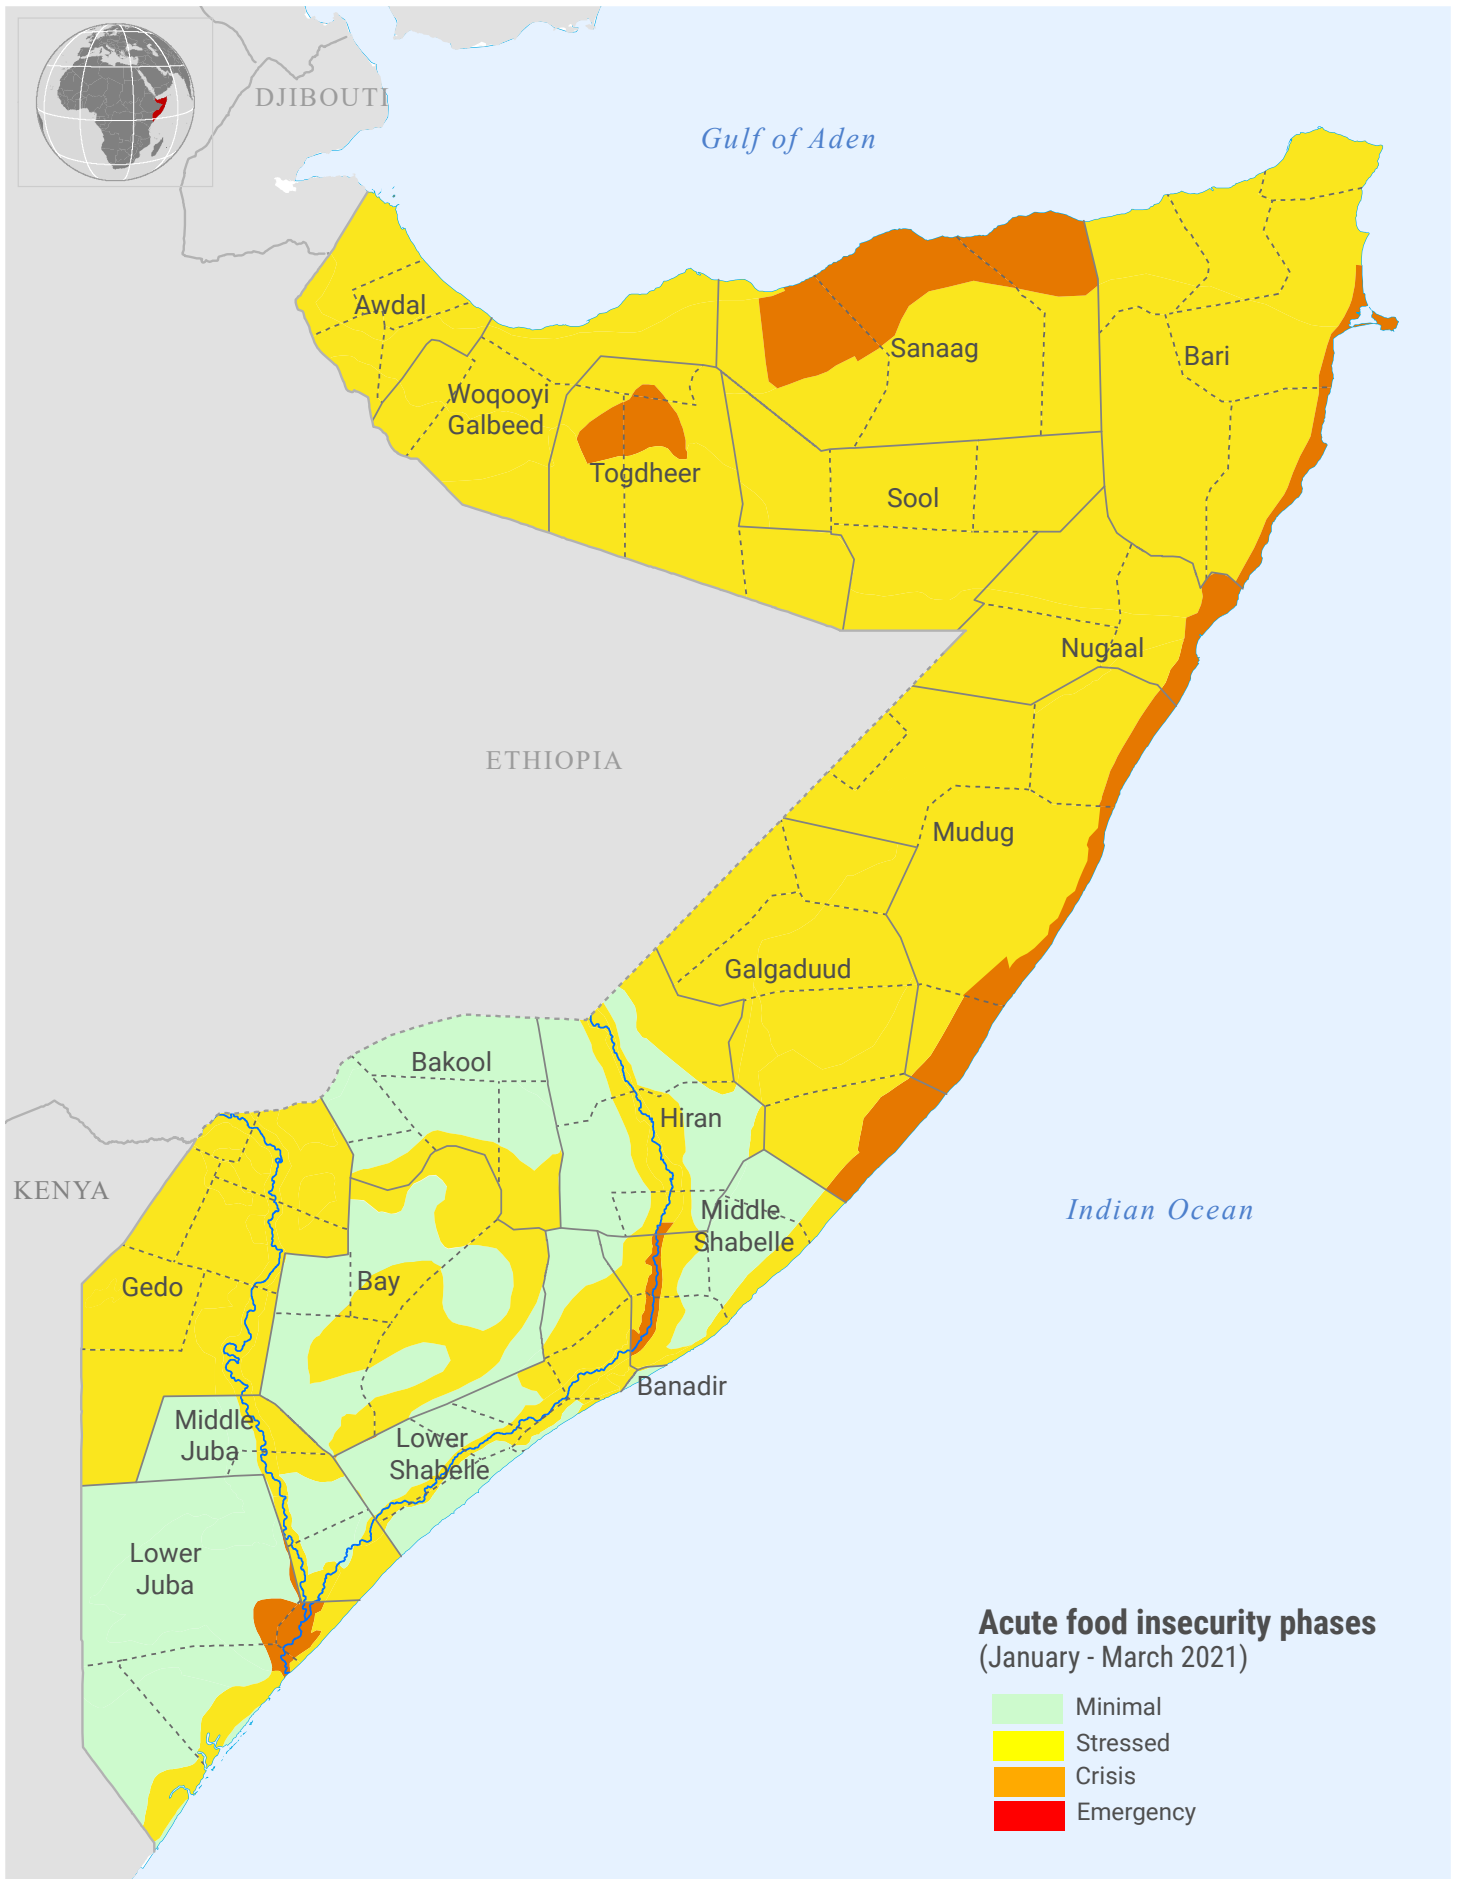 DJIBOUTI
Gulf of Aden
Awdal
Sanaag
Bari
Woqooyi
Galbeed
Togdheer
Sool
Nugaal
ETHIOPIA
Mudug
Galgaduud
Bakool
Hiran
KENYA
Middle
Shabelle
Indian Ocean
Gedo
Bay
Banadir
Middle
Juba
Lower
Shabelle
Lower
Juba
Acute food insecurity phases
(January - March 2021)
Minimal
Stressed
Crisis
Emergency